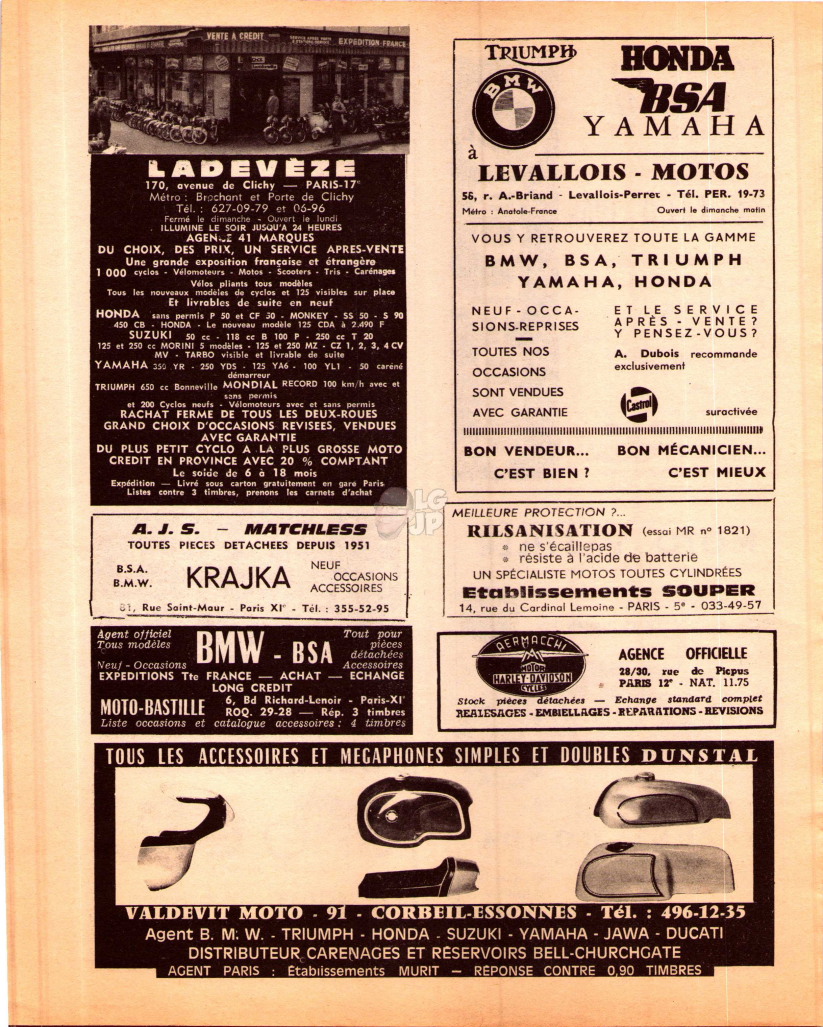 VENTE A CREDIT
EXPEDITION FRANCE
LADEVÈZE
170, avenue de Clichy — PARIS-17e
Métro : Brochant et Porte de Clichy
Tél. : 627-09-79 et 06-96
Fermé le dimanche - Ouvert le lundi
ILLUMINE LE SOIR JUSQU'A 24 HEURES
AGENCE 41 MARQUES
DU CHOIX, DES PRIX, UN SERVICE APRES-VENTE
Une grande exposition française et étrangère
1 000 cyclos - Vélomoteurs - Motos - Scooters - Tris - Carénages
Vélos pliants tous modèles
Tous les nouveaux modèles de cyclos et 125 visibles sur place
Et livrables de suite en neuf
HONDA sans permis P 50 et CF 50 - MONKEY - SS 50 - S 90
450 CB - HONDA - Le nouveau modèle 125 CDA à 2.490 F
SUZUKI 50 cc - 118 cc B 100 P - 250 cc T 20
125 et 250 cc MORINI 5 modèles - 125 et 250 MZ - CZ 1, 2, 3, 4 CV
MV - TARBO visible et livrable de suite
YAMAHA 350 YR - 250 YDS - 125 YA6 - 100 YL1 - 50 caréné
démarreur
TRIUMPH 650 cc Bonneville MONDIAL RECORD 100 km/h avec et
sans permis
et 200 Cyclos neufs - Vélomoteurs avec et sans permis
RACHAT FERME DE TOUS LES DEUX-ROUES
GRAND CHOIX D'OCCASIONS REVISEES, VENDUES
AVEC GARANTIE
DU PLUS PETIT CYCLO A LA PLUS GROSSE MOTO
CREDIT EN PROVINCE AVEC 20 % COMPTANT
Le solde de 6 à 18 mois
Expédition — Livré sous carton gratuitement en gare Paris
Listes contre 3 timbres, prenons les carnets d'achat
TRIUMPH
HONDA
BMW
BSA
YAMAHA
à
LEVALLOIS - MOTOS
56, r. A.-Briand - Levallois-Perret - Tél. PER. 19-73
Métro : Anatole-France Ouvert le dimanche matin
VOUS Y RETROUVEREZ TOUTE LA GAMME
BMW, BSA, TRIUMPH
YAMAHA, HONDA
NEUF - OCCA-
SIONS-REPRISES
TOUTES NOS
OCCASIONS
SONT VENDUES
AVEC GARANTIE
ET LE SERVICE
APRÈS - VENTE ?
Y PENSEZ-VOUS ?
A. Dubois recommande
exclusivement
Castrol
suractivée
BON VENDEUR... BON MÉCANICIEN...
C'EST BIEN ? C'EST MIEUX
A. J. S. — MATCHLESS
TOUTES PIECES DETACHEES DEPUIS 1951
B.S.A.
B.M.W.
KRAJKA
NEUF
OCCASIONS
ACCESSOIRES
81, Rue Saint-Maur - Paris XIe - Tél. : 355-52-95
LG
UP
MEILLEURE PROTECTION ?...
RILSANISATION (essai MR n° 1821)
* ne s'écaillepas
* résiste à l'acide de batterie
UN SPÉCIALISTE MOTOS TOUTES CYLINDRÉES
Etablissements SOUPER
14, rue du Cardinal Lemoine - PARIS - 5e - 033-49-57
Agent officiel
Tous modèles
Neuf - Occasions
BMW - BSA
Tout pour
pièces
détachées
Accessoires
EXPEDITIONS Tte FRANCE — ACHAT — ECHANGE
LONG CREDIT
MOTO-BASTILLE
6, Bd Richard-Lenoir - Paris-XIe
ROQ. 29-28 — Rép. 3 timbres
Liste occasions et catalogue accessoires : 4 timbres
AERMACCHI
MOTOR
HARLEY-DAVIDSON
CYCLES
AGENCE OFFICIELLE
28/30, rue de Picpus
PARIS 12e - NAT. 11.75
Stock pièces détachées — Echange standard complet
REALESAGES - EMBIELLAGES - REPARATIONS - REVISIONS
TOUS LES ACCESSOIRES ET MEGAPHONES SIMPLES ET DOUBLES DUNSTAL
VALDEVIT MOTO - 91 - CORBEIL-ESSONNES - Tél. : 496-12-35
Agent B. M. W. - TRIUMPH - HONDA - SUZUKI - YAMAHA - JAWA - DUCATI
DISTRIBUTEUR CARENAGES ET RÉSERVOIRS BELL-CHURCHGATE
AGENT PARIS : Etablissements MURIT — RÉPONSE CONTRE 0,90 TIMBRES